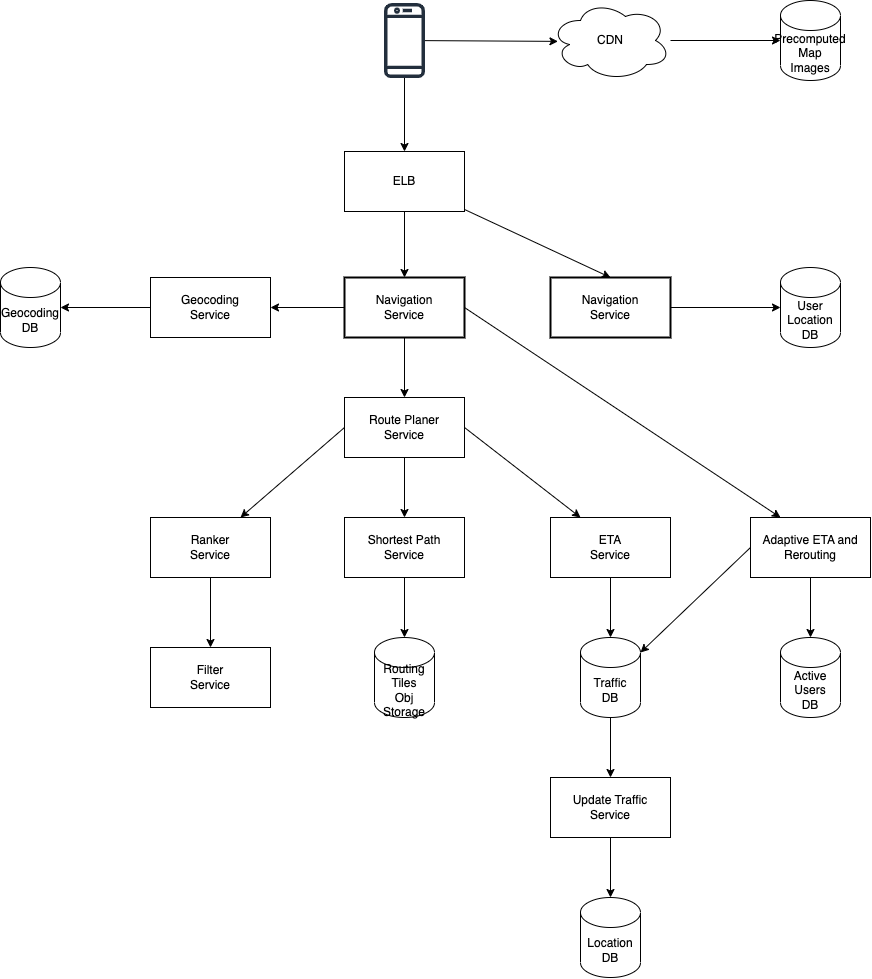 CDN
Precomputed
Map
Images
ELB
Geocoding
DB
Geocoding
Service
Navigation
Service
Navigation
Service
User
Location
DB
Route Planer
Service
Ranker
Service
Shortest Path
Service
ETA
Service
Adaptive ETA and
Rerouting
Filter
Service
Routing
Tiles
Obj
Storage
Traffic
DB
Active
Users
DB
Update Traffic
Service
Location
DB